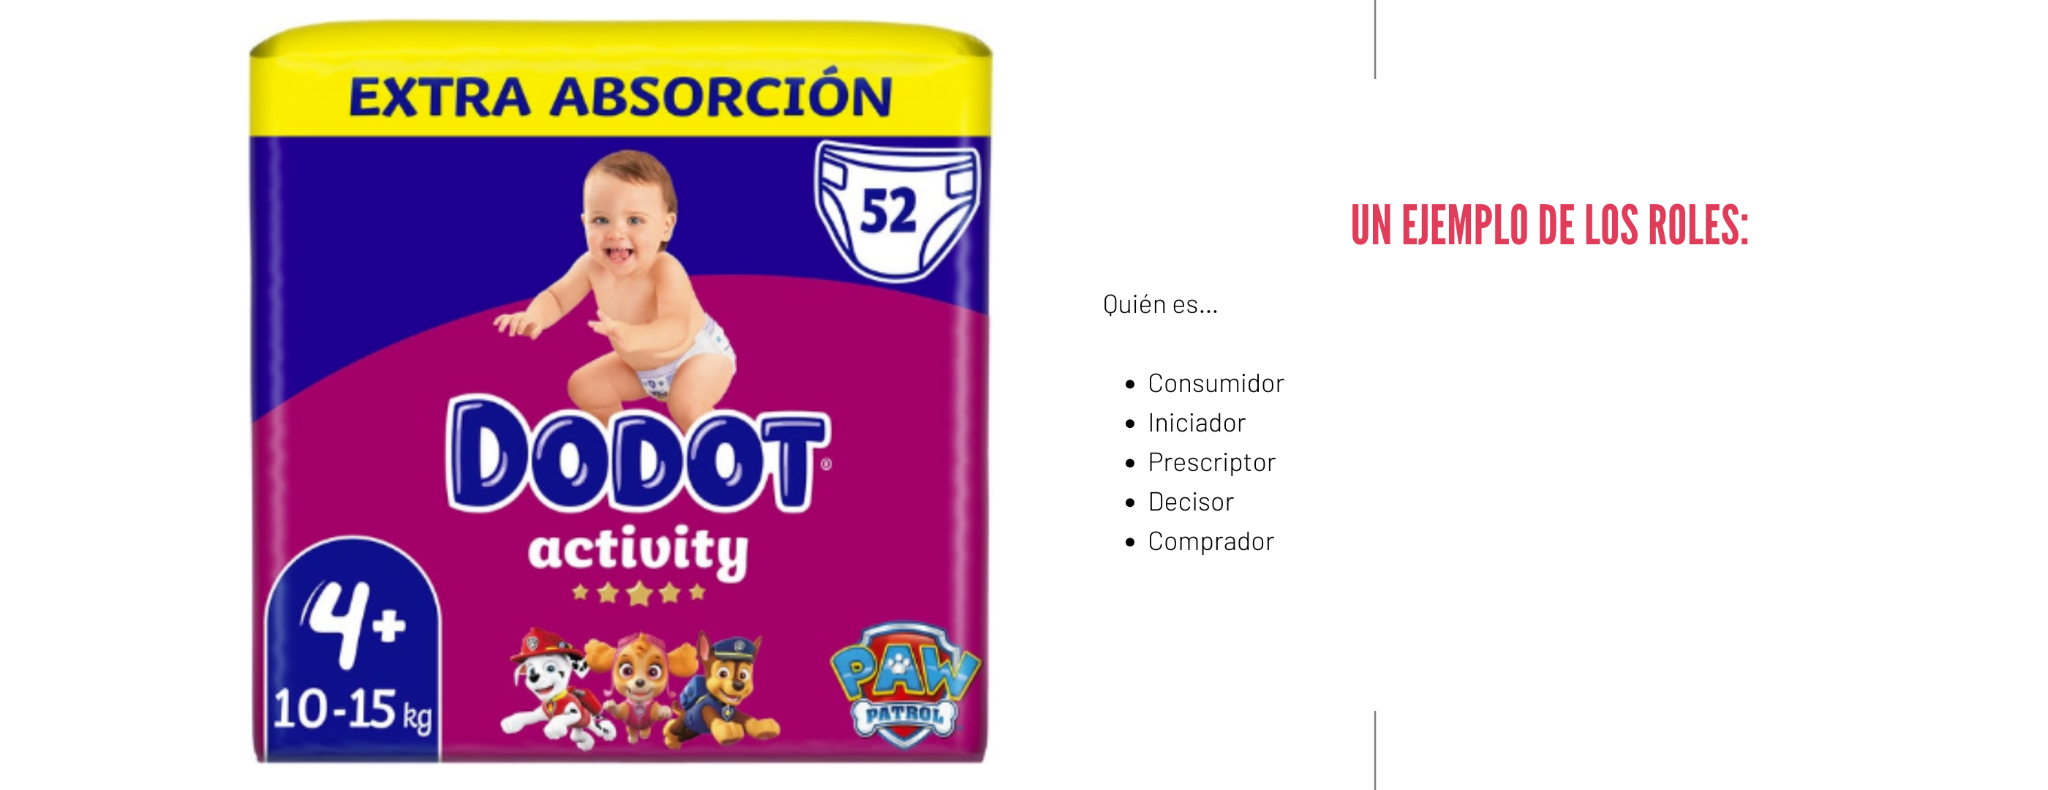 EXTRA ABSORCIÓN
52
DODOT®
activity
4+
10-15 kg
PAW
PATROL
UN EJEMPLO DE LOS ROLES:
Quién es...
• Consumidor
• Iniciador
• Prescriptor
• Decisor
• Comprador